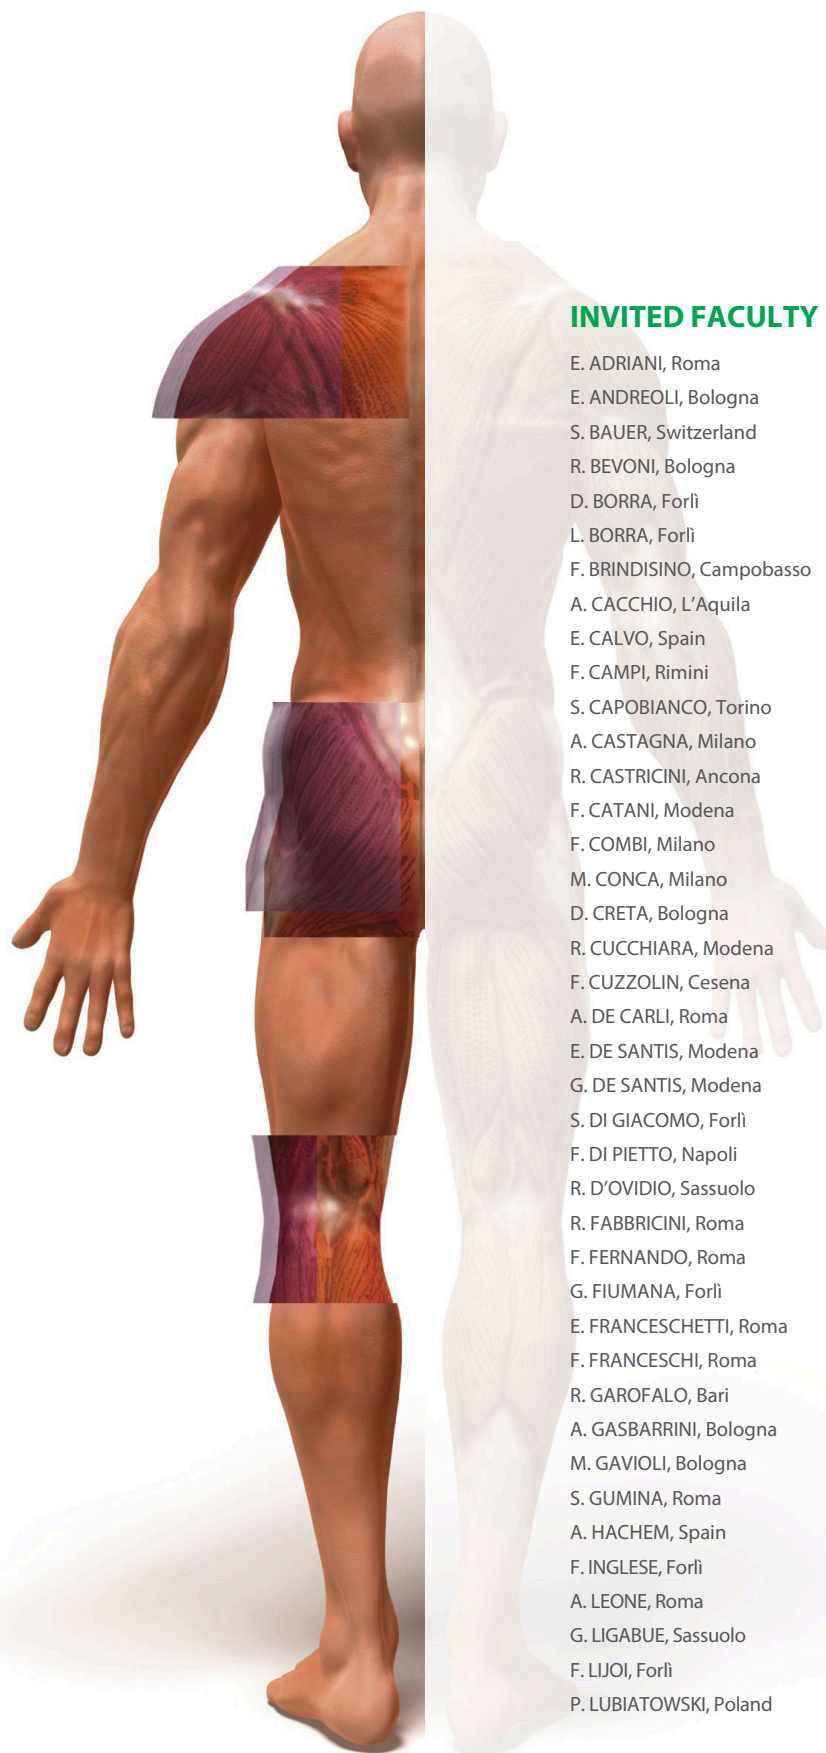 INVITED FACULTY
E. ADRIANI, Roma
E. ANDREOLI, Bologna
S. BAUER, Switzerland
R. BEVONI, Bologna
D. BORRA, Forlì
L. BORRA, Forlì
F. BRINDISINO, Campobasso
A. CACCHIO, L’Aquila
E. CALVO, Spain
F. CAMPI, Rimini
S. CAPOBIANCO, Torino
A. CASTAGNA, Milano
R. CASTRICINI, Ancona
F. CATANI, Modena
F. COMBI, Milano
M. CONCA, Milano
D. CRETA, Bologna
R. CUCCHIARA, Modena
F. CUZZOLIN, Cesena
A. DE CARLI, Roma
E. DE SANTIS, Modena
G. DE SANTIS, Modena
S. DI GIACOMO, Forlì
F. DI PIETTO, Napoli
R. D’OVIDIO, Sassuolo
R. FABBRICINI, Roma
F. FERNANDO, Roma
G. FIUMANA, Forlì
E. FRANCESCHETTI, Roma
F. FRANCESCHI, Roma
R. GAROFALO, Bari
A. GASBARRINI, Bologna
M. GAVIOLI, Bologna
S. GUMINA, Roma
A. HACHEM, Spain
F. INGLESE, Forlì
A. LEONE, Roma
G. LIGABUE, Sassuolo
F. LIJOI, Forlì
P. LUBIATOWSKI, Poland